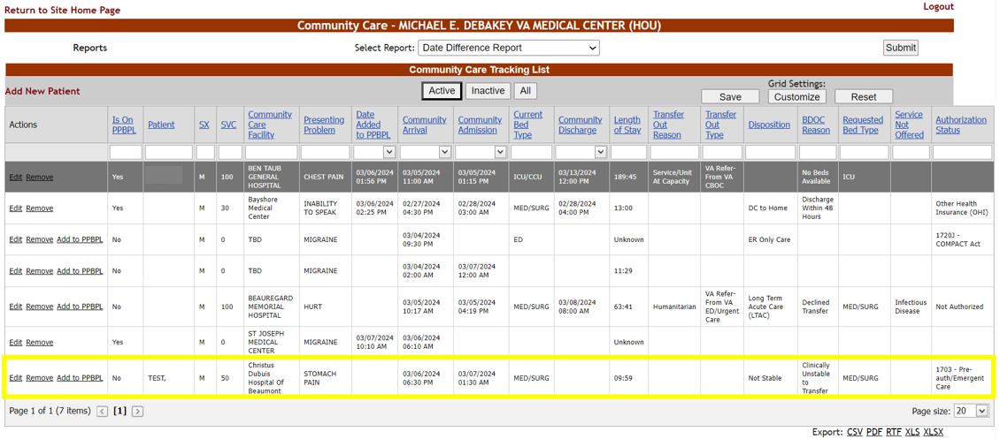 Return to Site Home Page Logout
Community Care - MICHAEL E. DEBAKEY VA MEDICAL CENTER (HOU)
Reports Select Report: Date Difference Report Submit
Community Care Tracking List
Add New Patient Active Inactive All Grid Settings:
Save Customize Reset
Actions Is On PPBPL Patient SX SVC Community Care Facility Presenting Problem Date Added to PPBPL Community Arrival Community Admission Current Bed Type Community Discharge Length of Stay Transfer Out Reason Transfer Out Type Disposition BDOC Reason Requested Bed Type Service Not Offered Authorization Status
Edit Remove Yes M 100 BEN TAUB GENERAL HOSPITAL CHEST PAIN 03/06/2024 01:56 PM 03/05/2024 11:00 AM 03/05/2024 01:15 PM ICU/CCU 03/13/2024 12:00 PM 189:45 Service/Unit At Capacity VA Refer-From VA CBOC No Beds Available ICU
Edit Remove Yes M 30 Bayshore Medical Center INABILITY TO SPEAK 03/06/2024 02:25 PM 02/27/2024 04:30 PM 02/28/2024 03:00 AM MED/SURG 02/28/2024 04:00 PM 13:00 DC to Home Discharge Within 48 Hours Other Health Insurance (OHI)
Edit Remove Add to PPBPL No M 0 TBD MIGRAINE 03/04/2024 09:30 PM ED Unknown ER Only Care 1720J - COMPACT Act
Edit Remove Add to PPBPL No M 0 TBD MIGRAINE 03/04/2024 02:00 AM 03/07/2024 12:00 AM 11:29
Edit Remove Add to PPBPL No M 100 BEAUREGARD MEMORIAL HOSPITAL HURT 03/05/2024 10:17 AM 03/05/2024 04:19 PM MED/SURG 03/08/2024 08:00 AM 63:41 Humanitarian VA Refer-From VA ED/Urgent Care Long Term Acute Care (LTAC) Declined Transfer MED/SURG Infectious Disease Not Authorized
Edit Remove Yes M 0 ST JOSEPH MEDICAL CENTER MIGRAINE 03/07/2024 10:10 AM 03/06/2024 06:10 AM Unknown
Edit Remove Add to PPBPL No TEST, M 50 Christus Dubuis Hospital Of Beaumont STOMACH PAIN 03/06/2024 06:30 PM 03/07/2024 01:30 AM MED/SURG 09:59 Not Stable Clinically Unstable to Transfer MED/SURG 1703 - Pre-auth/Emergent Care
Page 1 of 1 (7 items) [1] Page size: 20
Export: CSV PDF RTF XLS XLSX